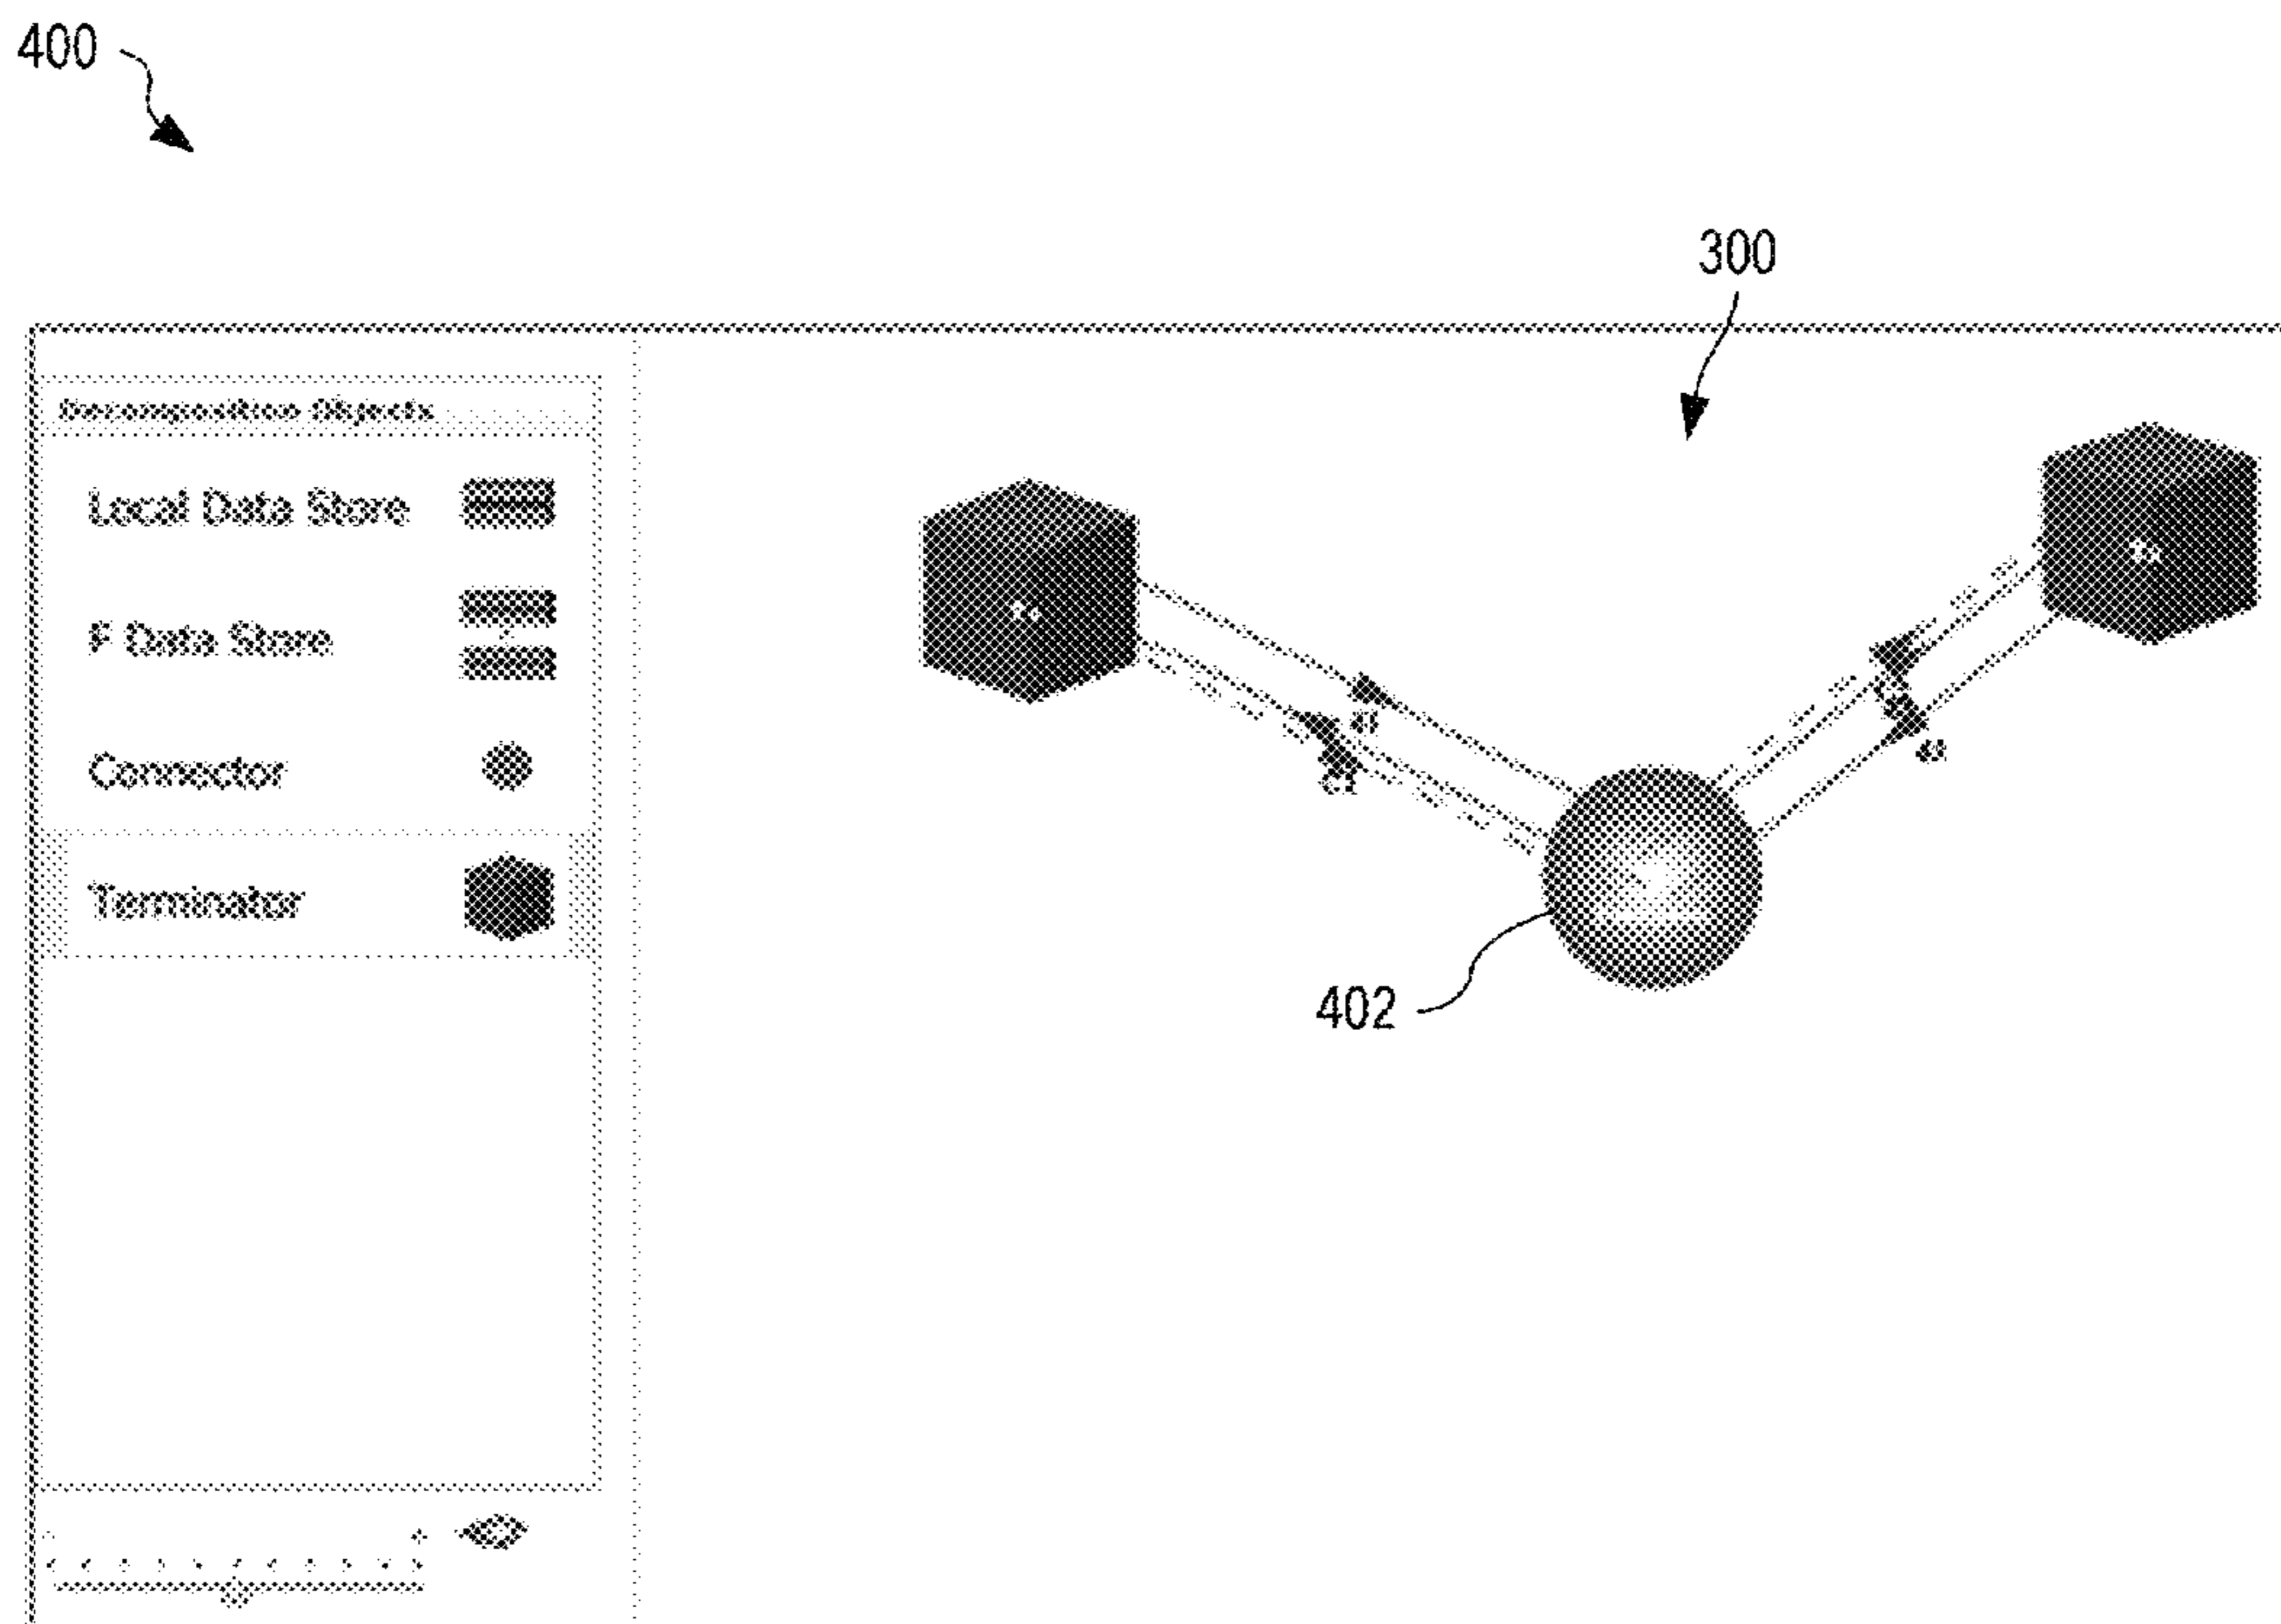 400
300
Decomposition Objects
Local Data Store
F Data Store
Connector
Terminator
402